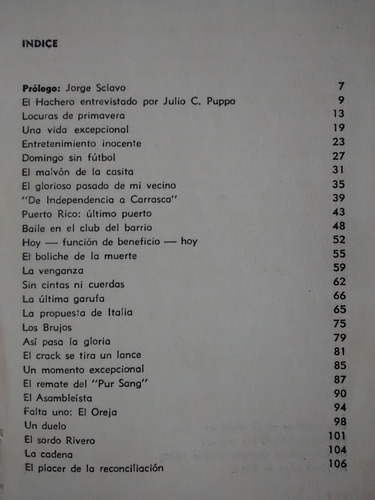 INDICE
Prólogo: Jorge Sclavo 7
El Hachero entrevistado por Julio C. Puppo 9
Locuras de primavera 13
Una vida excepcional 19
Entretenimiento inocente 23
Domingo sin fútbol 27
El malvón de la casita 31
El glorioso pasado de mi vecino 35
"De Independencia a Carrasco" 39
Puerto Rico: último puerto 43
Baile en el club del barrio 48
Hoy — función de beneficio — hoy 52
El boliche de la muerte 55
La venganza 59
Sin cintas ni cuerdas 62
La última garufa 66
La propuesta de Italia 65
Los Brujos 75
Así pasa la gloria 79
El crack se tira un lance 81
Un momento excepcional 85
El remate del "Pur Sang" 87
El Asambleísta 90
Falta uno: El Oreja 94
Un duelo 98
El sordo Rivero 101
La cadena 104
El placer de la reconciliación 106